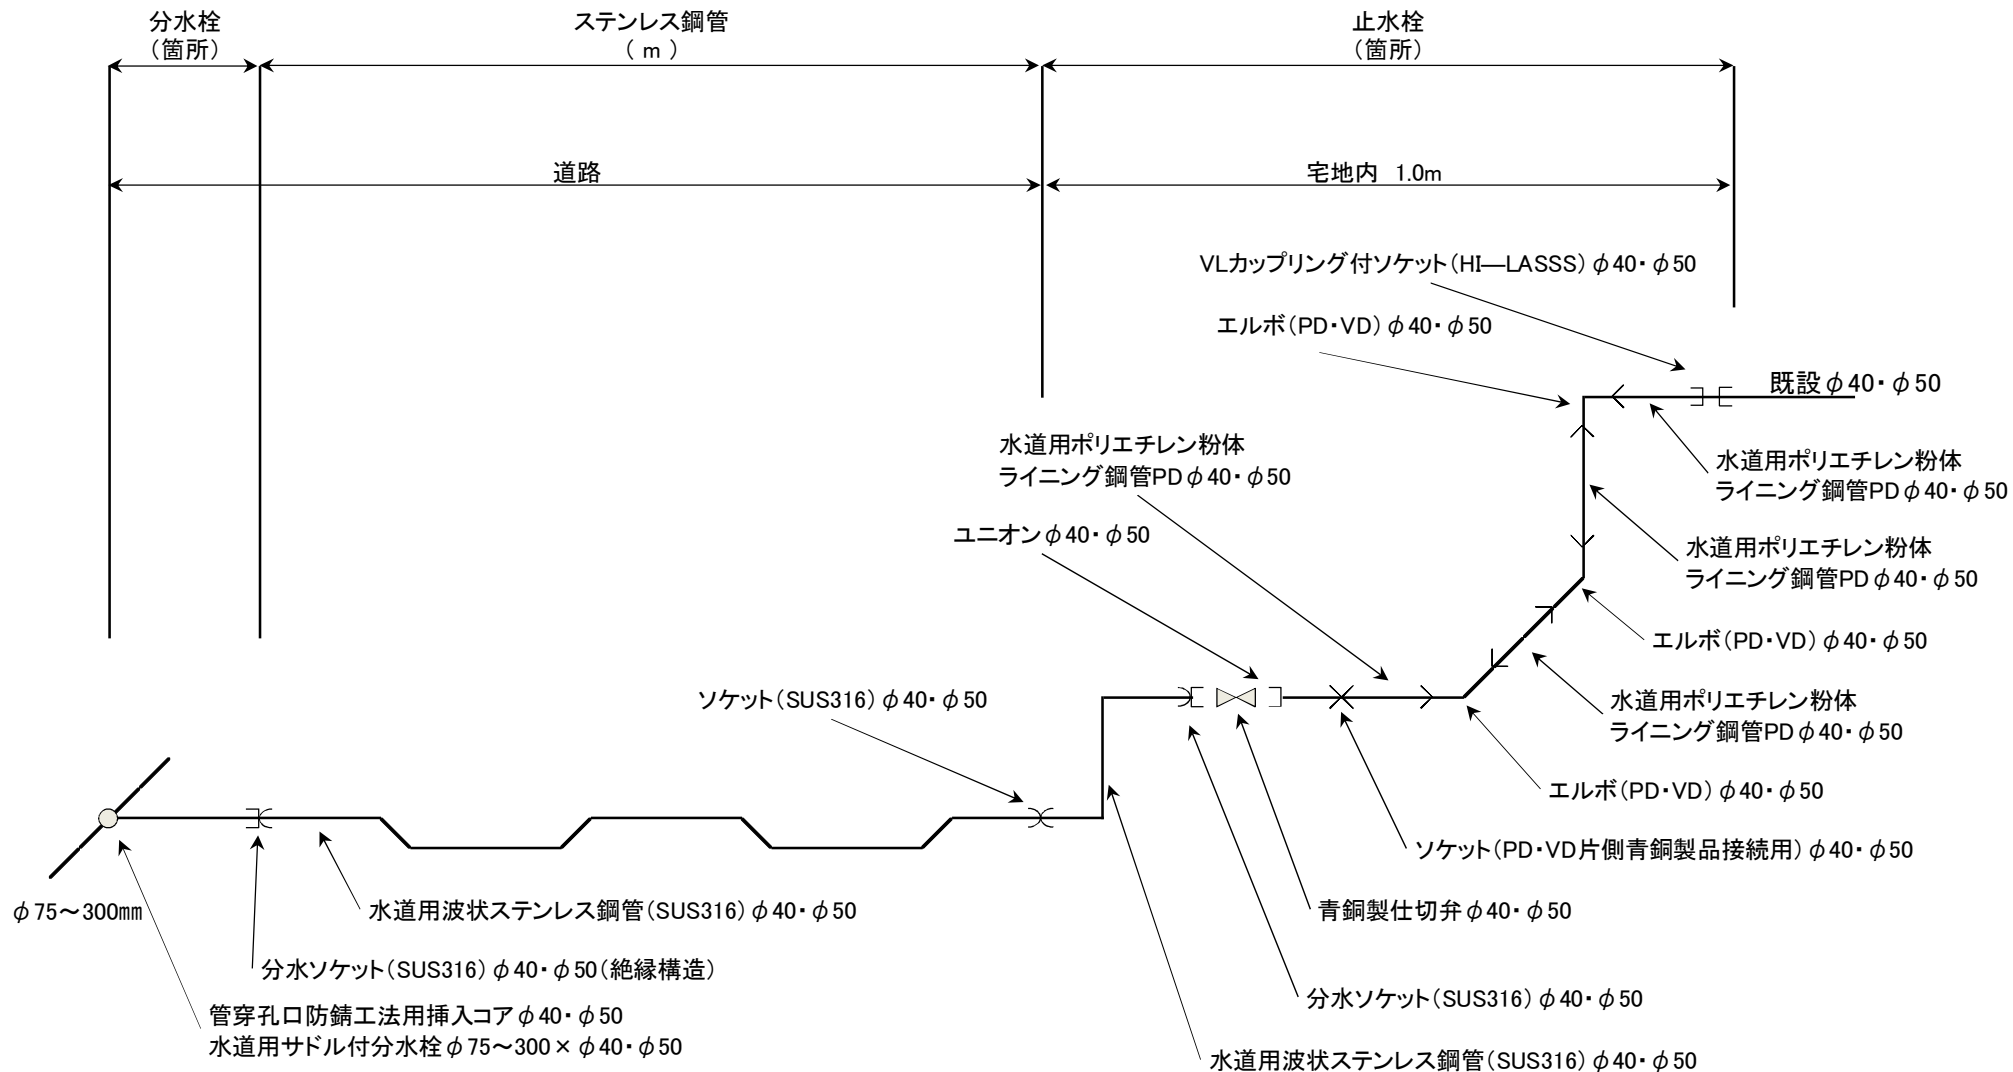 分水栓
（箇所）
ステンレス鋼管
（ m ）
止水栓
（箇所）
道路
宅地内 1.0m
VLカップリング付ソケット（HI―LASSS）φ40・φ50
エルボ（PD・VD）φ40・φ50
既設φ40・φ50
水道用ポリエチレン粉体
ライニング鋼管PDφ40・φ50
水道用ポリエチレン粉体
ライニング鋼管PDφ40・φ50
ユニオンφ40・φ50
水道用ポリエチレン粉体
ライニング鋼管PDφ40・φ50
エルボ（PD・VD）φ40・φ50
ソケット（SUS316）φ40・φ50
水道用ポリエチレン粉体
ライニング鋼管PDφ40・φ50
エルボ（PD・VD）φ40・φ50
ソケット（PD・VD片側青銅製品接続用）φ40・φ50
φ75～300㎜
水道用波状ステンレス鋼管（SUS316）φ40・φ50
青銅製仕切弁φ40・φ50
分水ソケット（SUS316）φ40・φ50（絶縁構造）
分水ソケット（SUS316）φ40・φ50
管穿孔口防錆工法用挿入コアφ40・φ50
水道用サドル付分水栓φ75～300×φ40・φ50
水道用波状ステンレス鋼管（SUS316）φ40・φ50